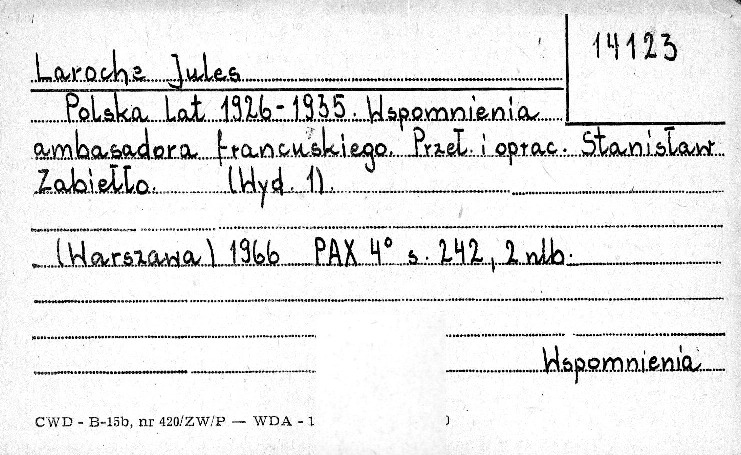 14123
Laroche Jules
Polska lat 1926-1935. Wspomnienia
ambasadora francuskiego. Przeł. i oprac. Stanisław
Zabiełło. (Wyd. 1).
(Warszawa) 1966 PAX 4° s. 242, 2 nlb.
Wspomnienia
CWD - B-15b, nr 420/ZW/P — WDA - 1 )